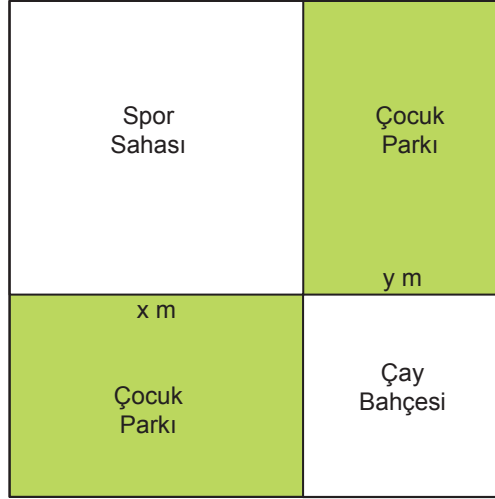 Spor
Sahası
Çocuk
Parkı
y m
x m
Çocuk
Parkı
Çay
Bahçesi